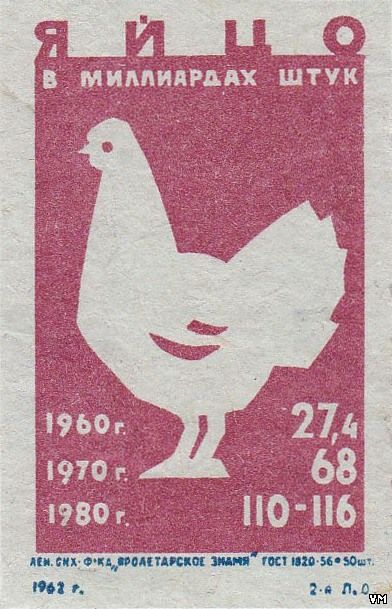 ЯЙЦО
В МИЛЛИАРДАХ ШТУК
1960 г. 27,4
1970 г. 68
1980 г. 110-116
ЛЕН. СНХ·Ф-КА „ПРОЛЕТАРСКОЕ ЗНАМЯ“ ГОСТ 1820-56 • 50 шт.
1962 г. 2-я Л.О.
VM